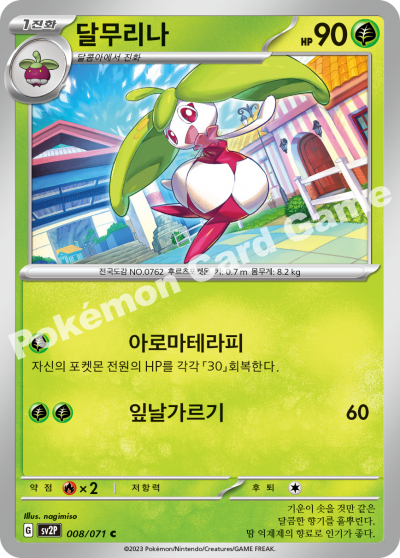 1진화
달무리나
HP 90
달콤아에서 진화
전국도감 NO.0762 후르츠포켓몬 키: 0.7 m 몸무게: 8.2 kg
Pokémon Card Game
아로마테라피
자신의 포켓몬 전원의 HP를 각각 「30」회복한다.
잎날가르기 60
약점 ×2 저항력 후퇴
Illus. nagimiso
G SV2P 008/071 C
기운이 솟을 것만 같은
달콤한 향기를 흩뿌린다.
땀 억제제의 향료로 인기가 좋다.
©2023 Pokémon/Nintendo/Creatures/GAME FREAK.